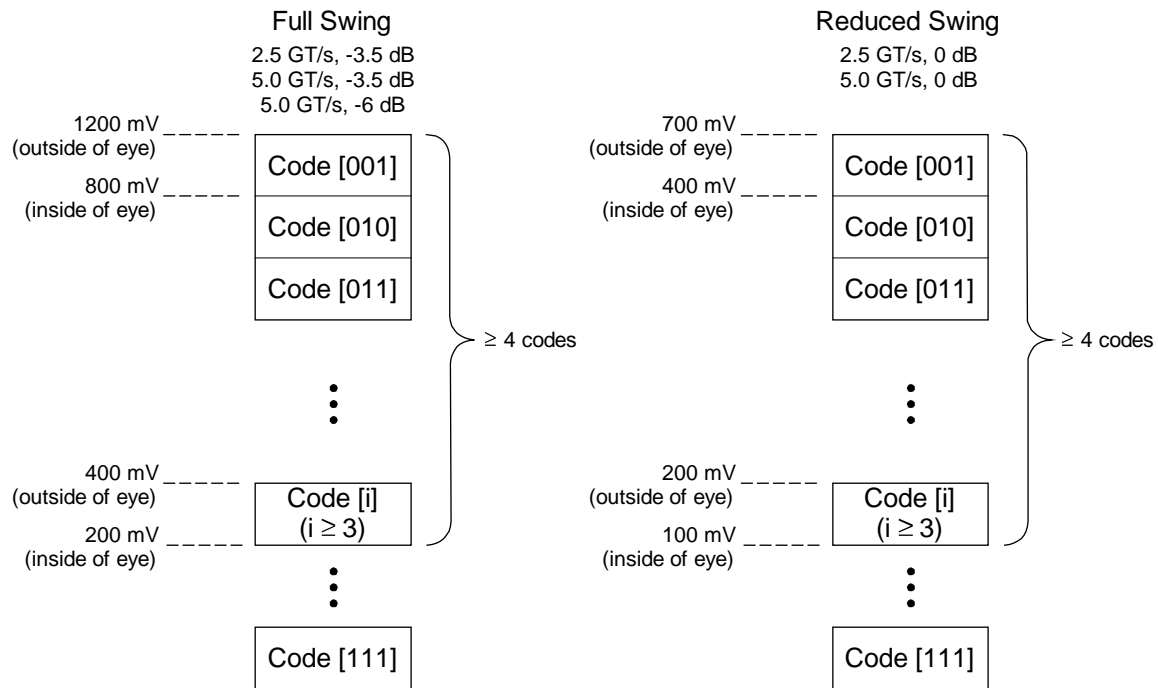 Full Swing
2.5 GT/s, -3.5 dB
5.0 GT/s, -3.5 dB
5.0 GT/s, -6 dB
1200 mV
(outside of eye)
800 mV
(inside of eye)
Code [001]
Code [010]
Code [011]
≥ 4 codes
400 mV
(outside of eye)
200 mV
(inside of eye)
Code [i]
(i ≥ 3)
Code [111]
Reduced Swing
2.5 GT/s, 0 dB
5.0 GT/s, 0 dB
700 mV
(outside of eye)
400 mV
(inside of eye)
Code [001]
Code [010]
Code [011]
≥ 4 codes
200 mV
(outside of eye)
100 mV
(inside of eye)
Code [i]
(i ≥ 3)
Code [111]